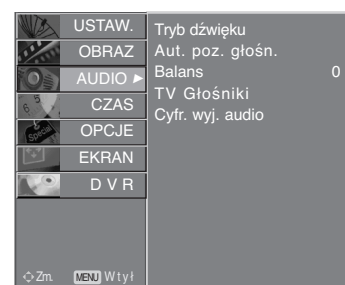 USTAW.
OBRAZ
AUDIO
CZAS
Special
OPCJE
EKRAN
D V R
Tryb dźwięku
Aut. poz. głośn.
Balans 0
TV Głośniki
Cyfr. wyj. audio
Zm. MENU Wtył